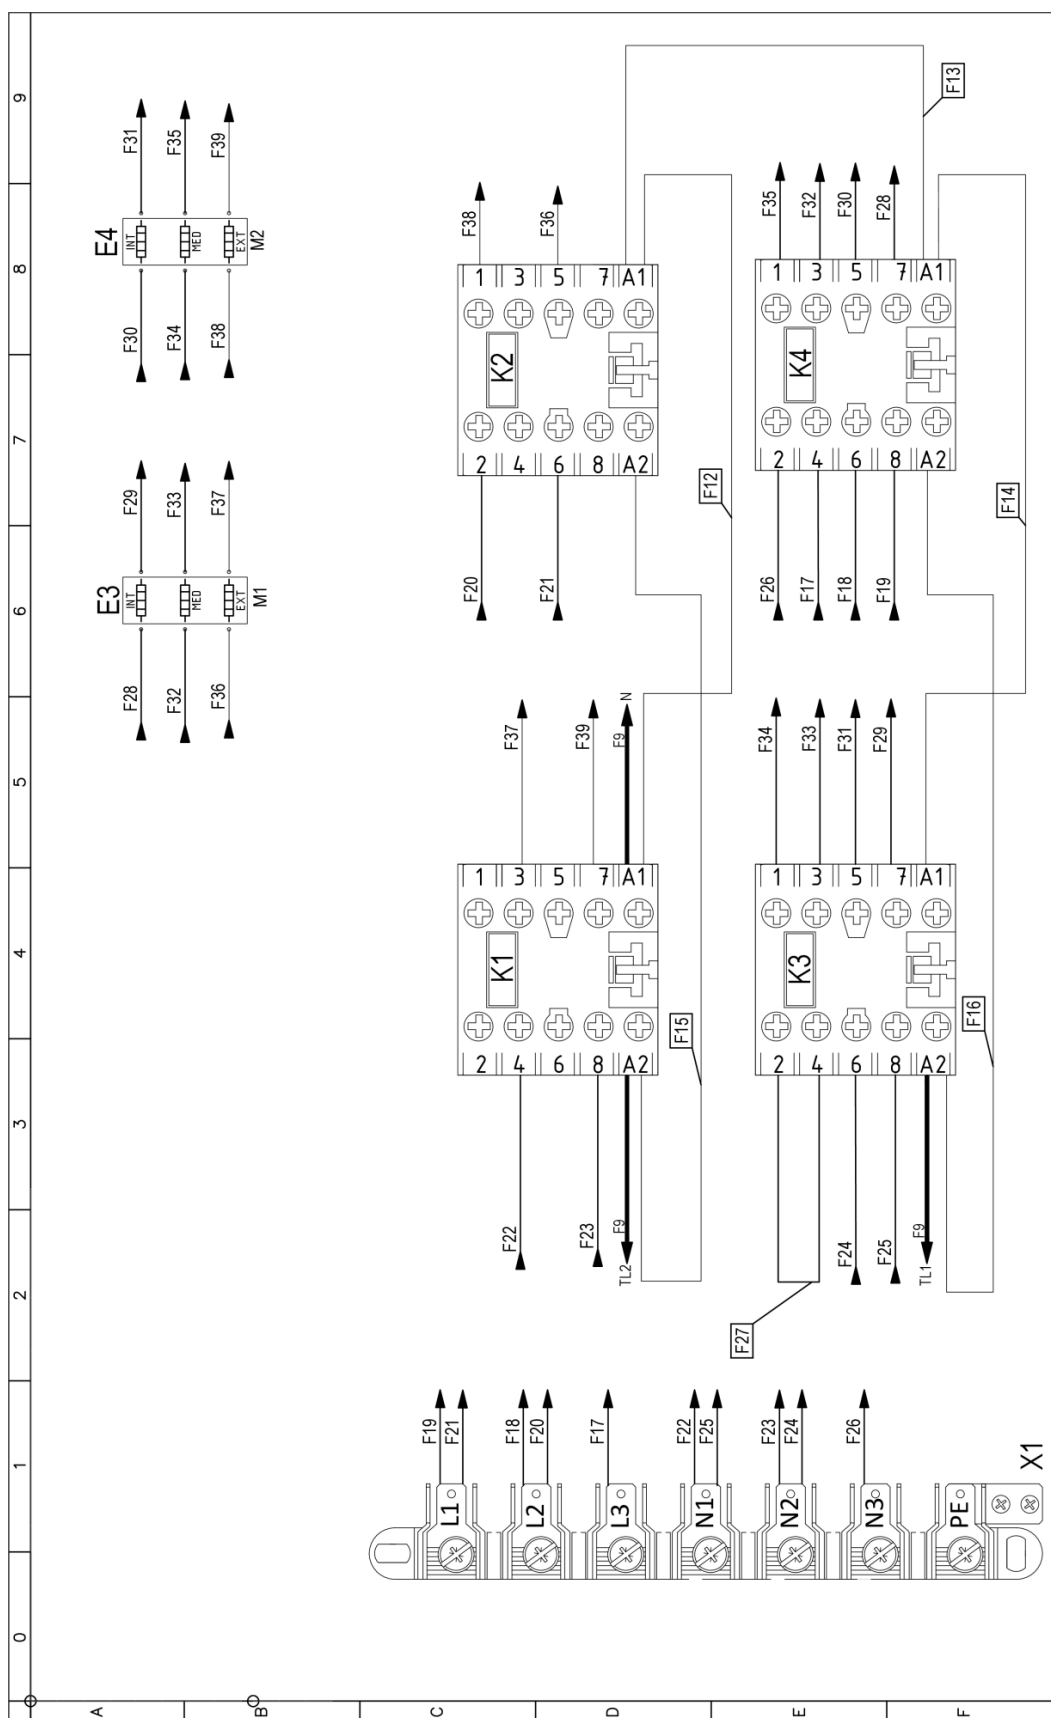 9
8
7
6
5
4
3
2
1
0
A
B
C
D
E
F
E4
INT
MED
EXT
M2
F31
F35
F39
F30
F34
F38
E3
INT
MED
EXT
M1
F29
F33
F37
F28
F32
F36
F38
F36
1 3 5 7 A1
K2
2 4 6 8 A2
F20
F21
F13
F12
F35
F32
F30
F28
1 3 5 7 A1
K4
2 4 6 8 A2
F26
F17
F18
F19
F14
F37
F39
F9
N
1 3 5 7 A1
K1
2 4 6 8 A2
F22
F23
F9
TL2
F15
F34
F33
F31
F29
1 3 5 7 A1
K3
2 4 6 8 A2
F24
F25
F9
TL1
F16
F27
F19
F21
F18
F20
F17
F22
F25
F23
F24
F26
L1
L2
L3
N1
N2
N3
PE
X1